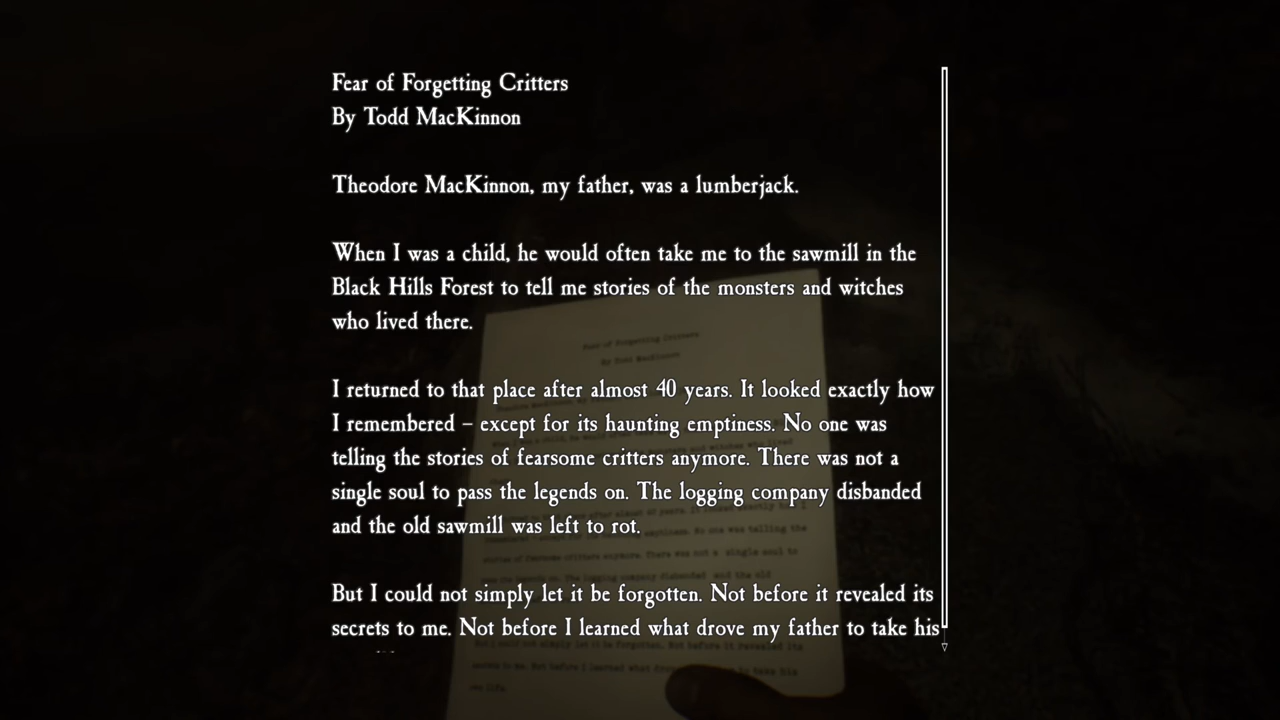 Fear of Forgetting Critters
By Todd MacKinnon
Theodore MacKinnon, my father, was a lumberjack.
When I was a child, he would often take me to the sawmill in the
Black Hills Forest to tell me stories of the monsters and witches
who lived there.
I returned to that place after almost 40 years. It looked exactly how
I remembered – except for its haunting emptiness. No one was
telling the stories of fearsome critters anymore. There was not a
single soul to pass the legends on. The logging company disbanded
and the old sawmill was left to rot.
But I could not simply let it be forgotten. Not before it revealed its
secrets to me. Not before I learned what drove my father to take his